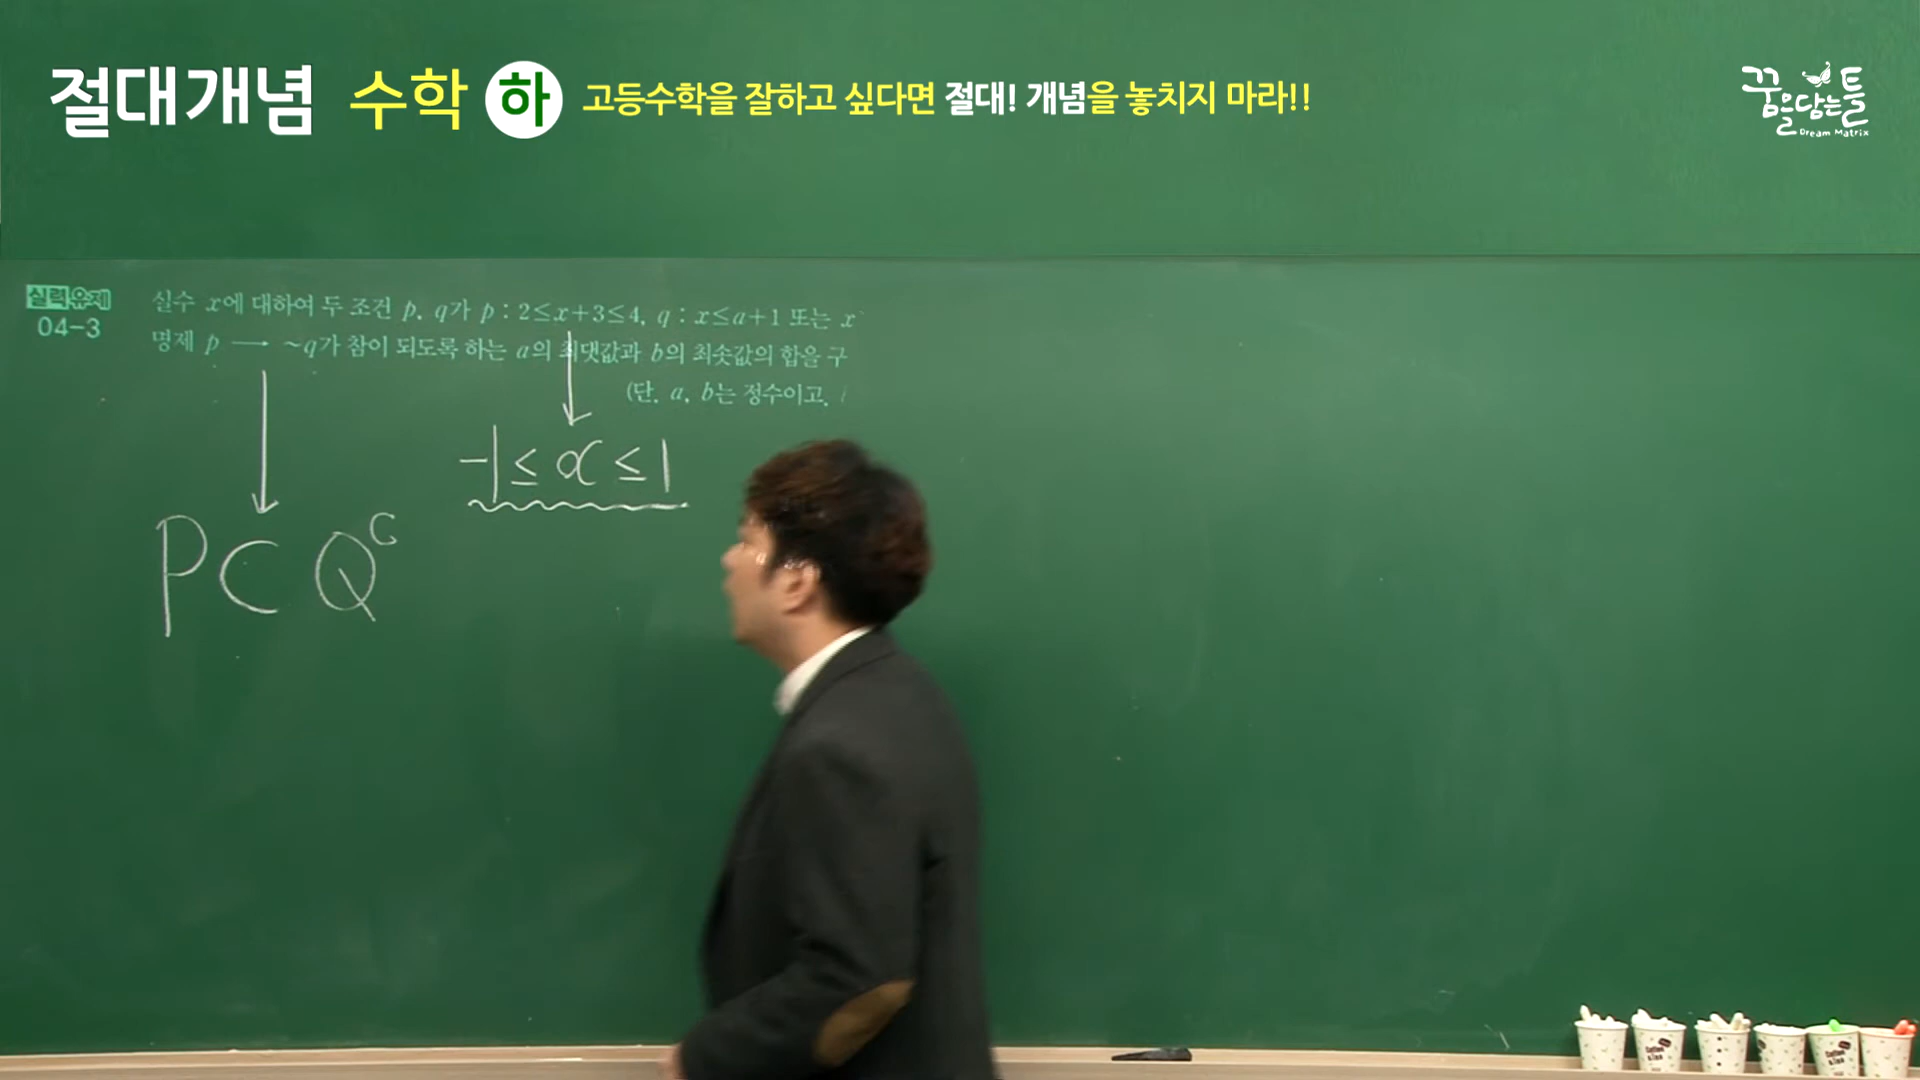 절대개념 수학 하 고등수학을 잘하고 싶다면 절대! 개념을 놓치지 마라!!
꿈을담는틀
Dream Matrix
실력유제
04-3
실수 x에 대하여 두 조건 p, q가 p : 2≤x+3≤4, q : x≤a+1 또는 x
명제 p → ~q가 참이 되도록 하는 a의 최댓값과 b의 최솟값의 합을 구
(단, a, b는 정수이고,
-1≤x≤1
P⊂Q^C